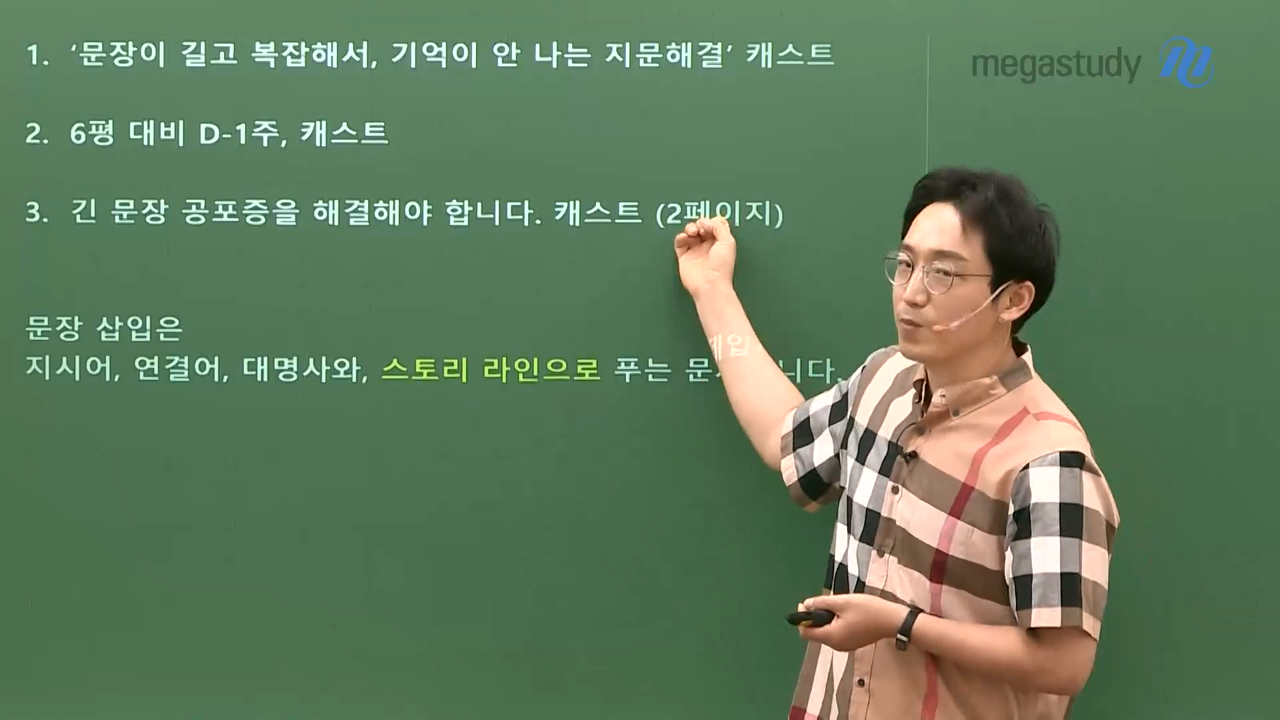 1. ‘문장이 길고 복잡해서, 기억이 안 나는 지문해결’ 캐스트
megastudy
2. 6평 대비 D-1주, 캐스트
3. 긴 문장 공포증을 해결해야 합니다. 캐스트 (2페이지)
문장 삽입은
지시어, 연결어, 대명사와, 스토리 라인으로 푸는